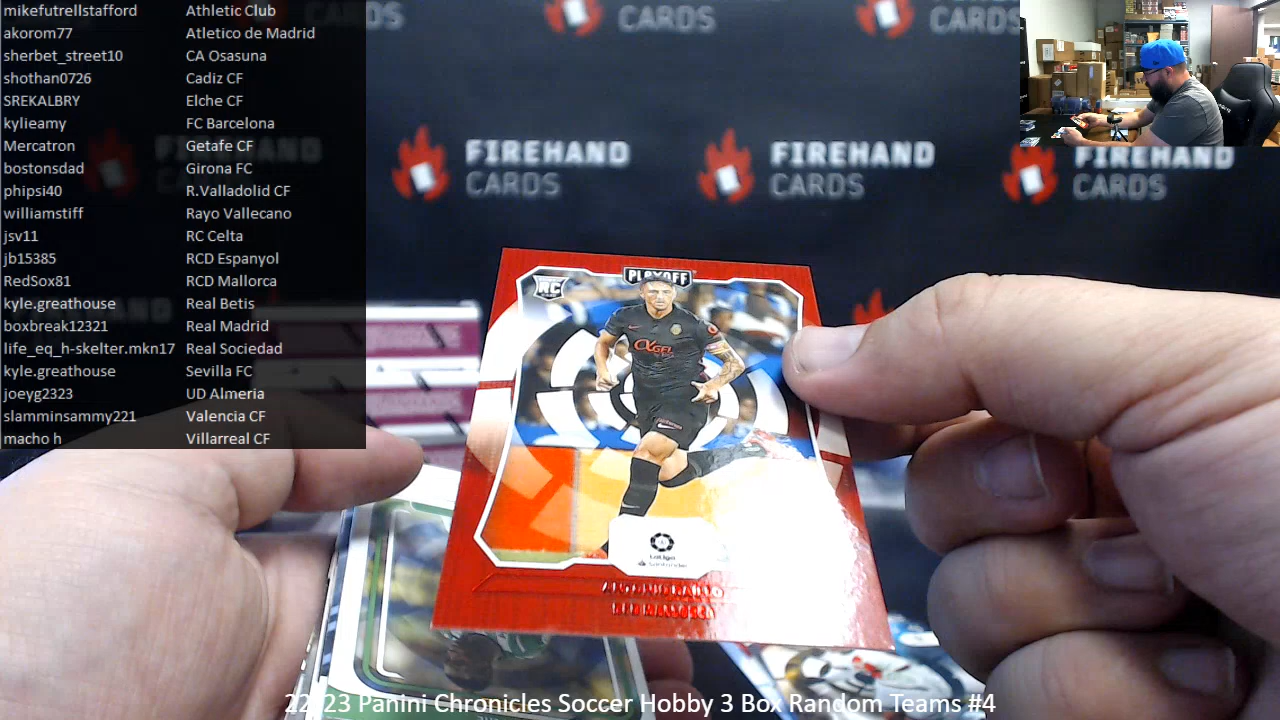 mikefutrellstafford Athletic Club
akorom77 Atletico de Madrid
sherbet_street10 CA Osasuna
shothan0726 Cadiz CF
SREKALBRY Elche CF
kylieamy FC Barcelona
Mercatron Getafe CF
bostonsdad Girona FC
phipsi40 R.Valladolid CF
williamstiff Rayo Vallecano
jsv11 RC Celta
jb15385 RCD Espanyol
RedSox81 RCD Mallorca
kyle.greathouse Real Betis
boxbreak12321 Real Madrid
life_eq_h-skelter.mkn17 Real Sociedad
kyle.greathouse Sevilla FC
joeyg2323 UD Almeria
slamminsammy221 Valencia CF
macho h Villarreal CF
CARDS
CARDS
CARDS
FIREHAND
CARDS
FIREHAND
CARDS
FIREHAND
CARDS
PLAYOFF
RC
LaLiga
Santander
22/23 Panini Chronicles Soccer Hobby 3 Box Random Teams #4